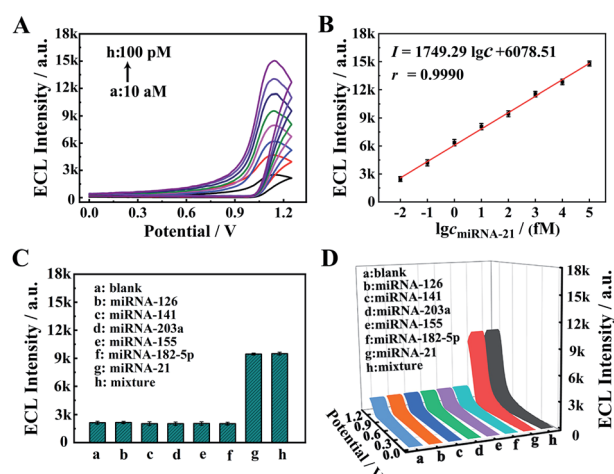 A
ECL Intensity / a.u.
18k
15k
12k
9k
6k
3k
0
h:100 pM
a:10 aM
0.0 0.3 0.6 0.9 1.2
Potential / V
B
ECL Intensity / a.u.
18k
15k
12k
9k
6k
3k
0
I = 1749.29 lgc +6078.51
r = 0.9990
-2 -1 0 1 2 3 4 5
lgcmiRNA-21 / (fM)
C
ECL Intensity / a.u.
18k
15k
12k
9k
6k
3k
0
a: blank
b: miRNA-126
c: miRNA-141
d: miRNA-203a
e: miRNA-155
f: miRNA-182-5p
g: miRNA-21
h: mixture
a b c d e f g h
D
a:blank
b:miRNA-126
c:miRNA-141
d:miRNA-203a
e:miRNA-155
f:miRNA-182-5p
g:miRNA-21
h:mixture
18k
15k
12k
9k
6k
3k
0
ECL Intensity / a.u.
1.2
0.9
0.6
0.3
0.0
Potential /
a b c d e f g h